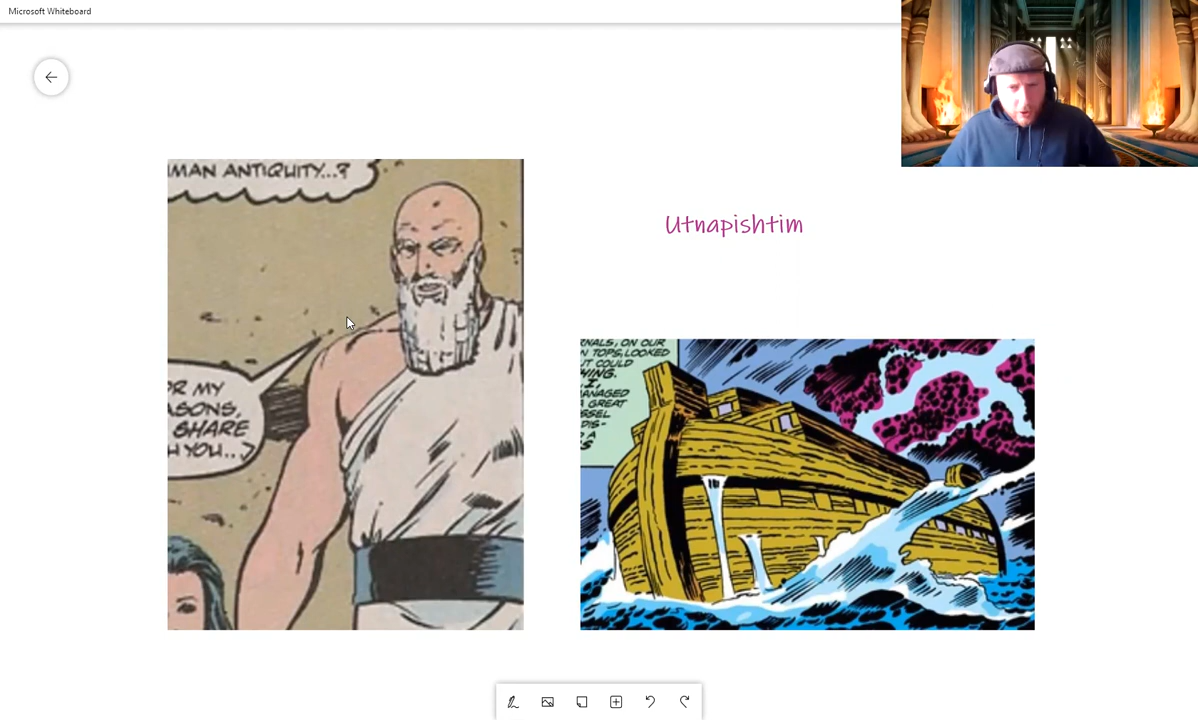 Microsoft Whiteboard
MAN ANTIQUITY...?
Utnapishtim
NALS, ON OUR
TOPS, LOOKED
IT COULD
HING.
I,
ANAGED
A GREAT
SSEL
DIS-
A
S
R MY
ASONS,
SHARE
H YOU...